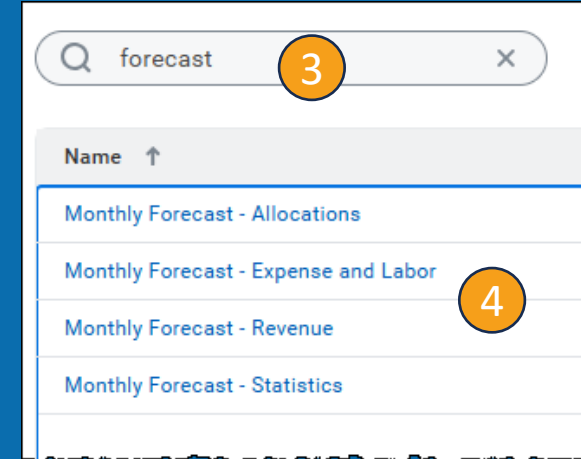 forecast
3
Name
Monthly Forecast - Allocations
Monthly Forecast - Expense and Labor
4
Monthly Forecast - Revenue
Monthly Forecast - Statistics